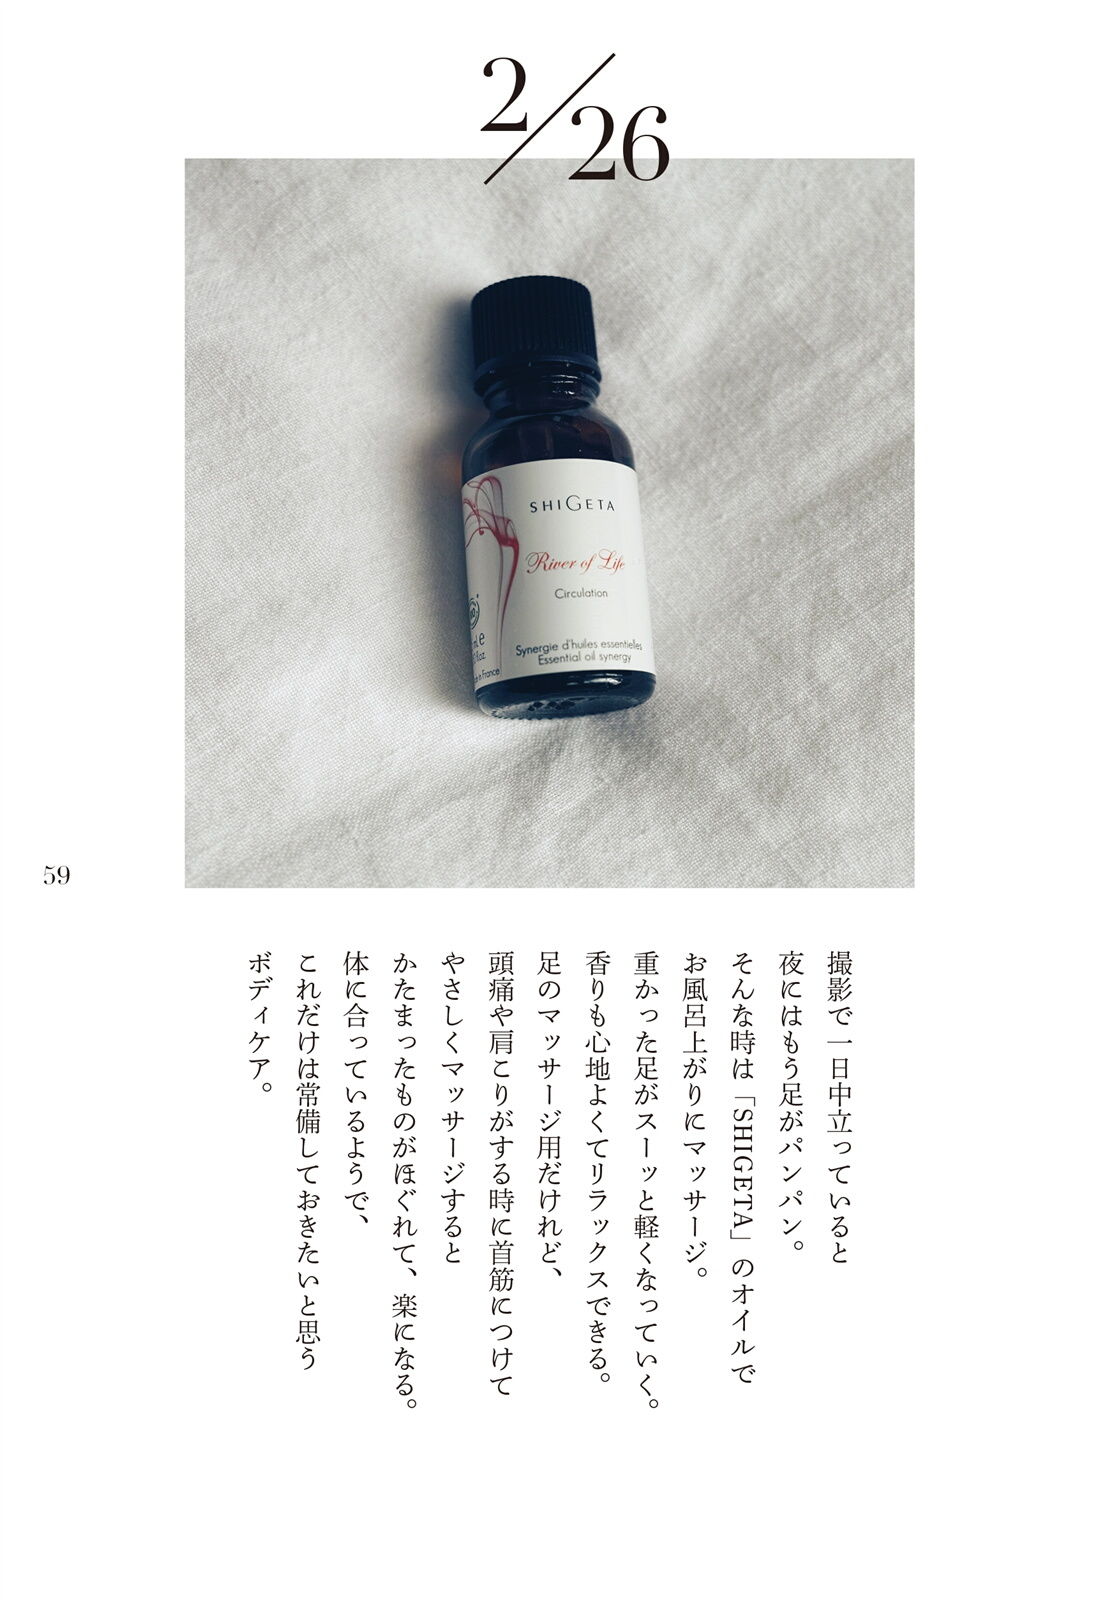 2/26
SHIGETA
River of Life
Circulation
Synergie d'huiles essentielles
Essential oil synergy
in France
59
撮影で一日中立っていると
夜にはもう足がパンパン。
そんな時は「SHIGETA」のオイルで
お風呂上がりにマッサージ。
重かった足がスーッと軽くなっていく。
香りも心地よくてリラックスできる。
足のマッサージ用だけれど、
頭痛や肩こりがする時に首筋につけて
やさしくマッサージすると
かたまったものがほぐれて、楽になる。
体に合っているようで、
これだけは常備しておきたいと思う
ボディケア。